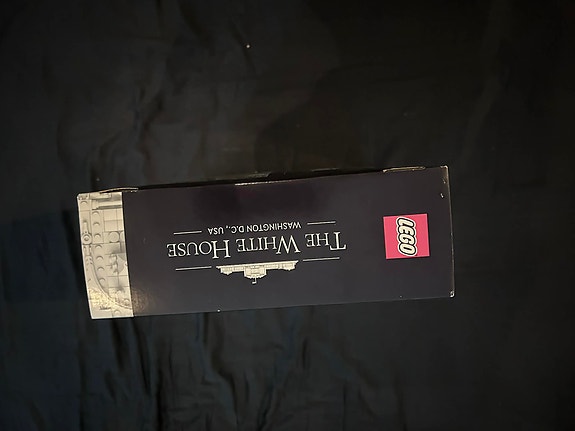 THE WHITE HOUSE
WASHINGTON D.C., USA
LEGO